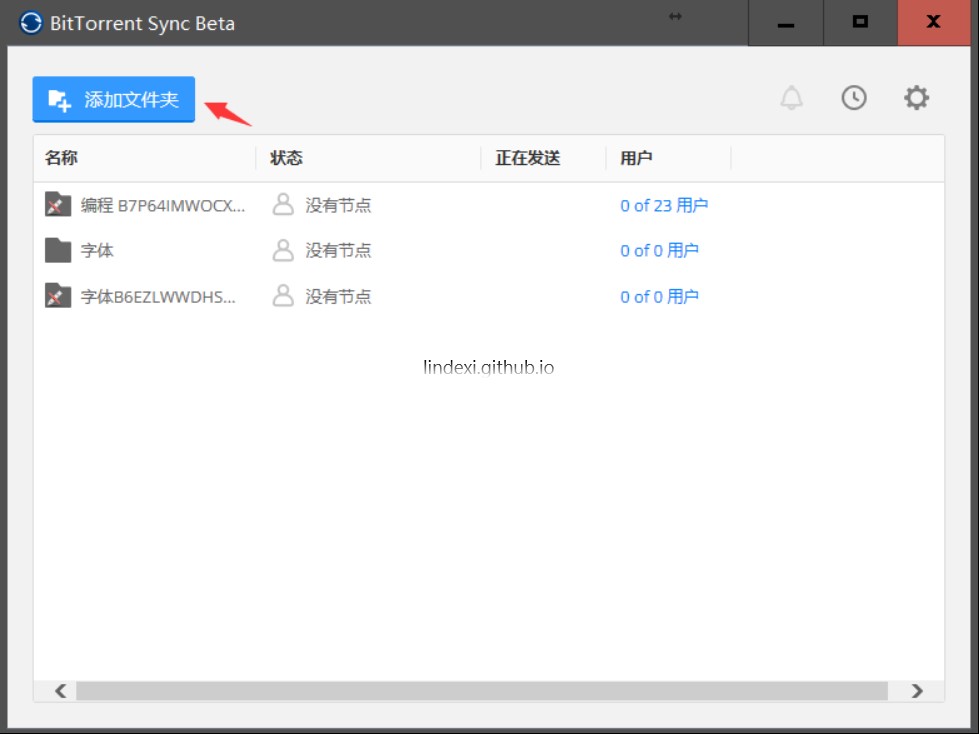 BitTorrent Sync Beta
添加文件夹
名称 状态 正在发送 用户
编程 B7P64IMWOCX... 没有节点 0 of 23 用户
字体 没有节点 0 of 0 用户
字体B6EZLWWDHS... 没有节点 0 of 0 用户
lindexi.github.io